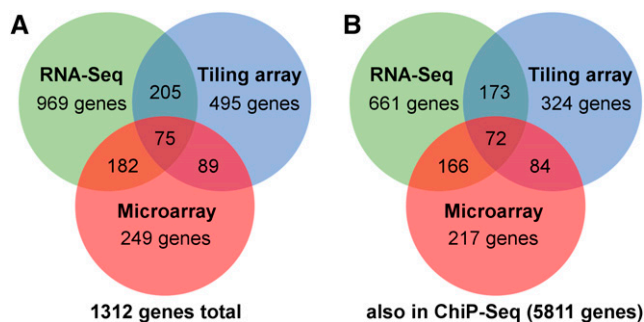 A
RNA-Seq
969 genes
205
Tiling array
495 genes
75
182
89
Microarray
249 genes
1312 genes total
B
RNA-Seq
661 genes
173
Tiling array
324 genes
72
166
84
Microarray
217 genes
also in ChiP-Seq (5811 genes)